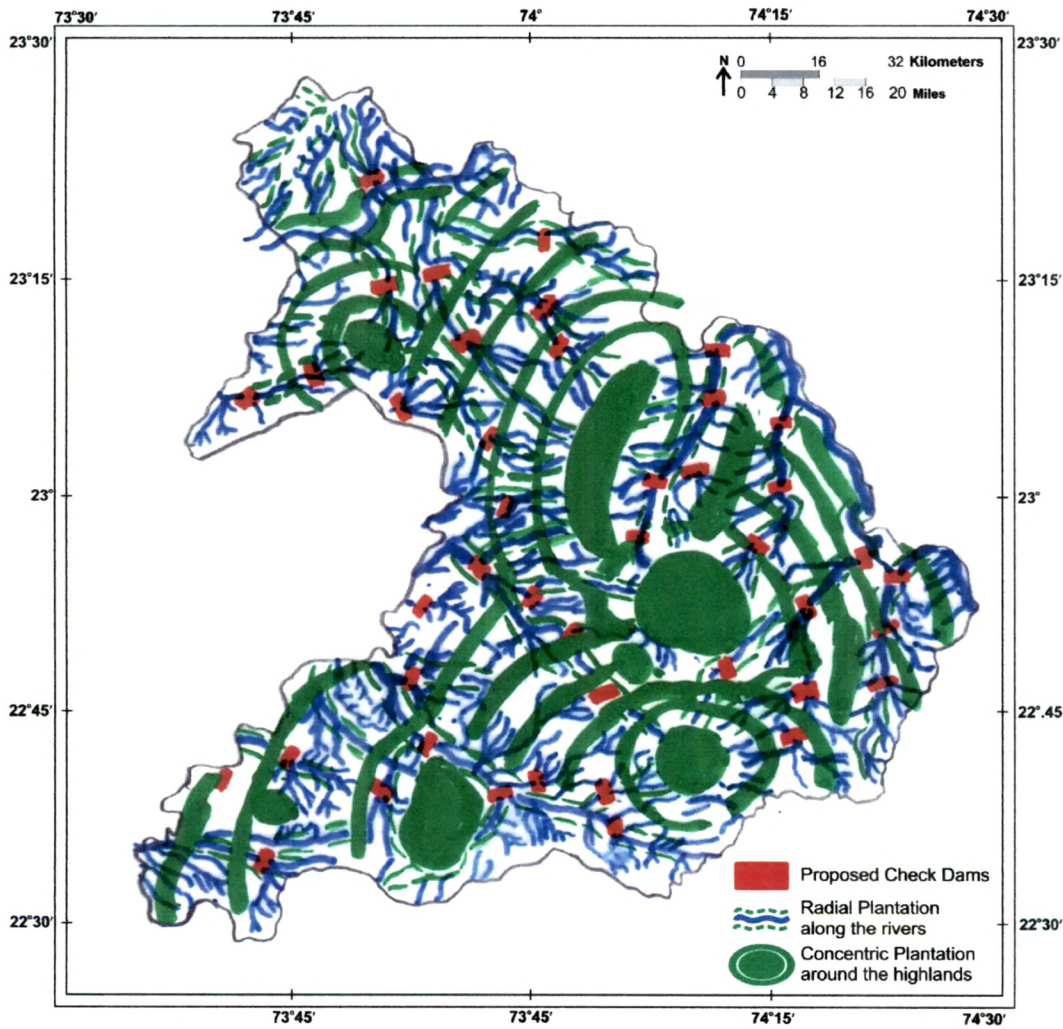 73°30′ 73°45′ 74° 74°15′ 74°30′
23°30′ 23°30′
N 0 16 32 Kilometers
0 4 8 12 16 20 Miles
23°15′ 23°15′
23° 23°
22°45′ 22°45′
Proposed Check Dams
Radial Plantation
along the rivers
22°30′ 22°30′
Concentric Plantation
around the highlands
73°45′ 73°45′ 74°15′ 74°30′